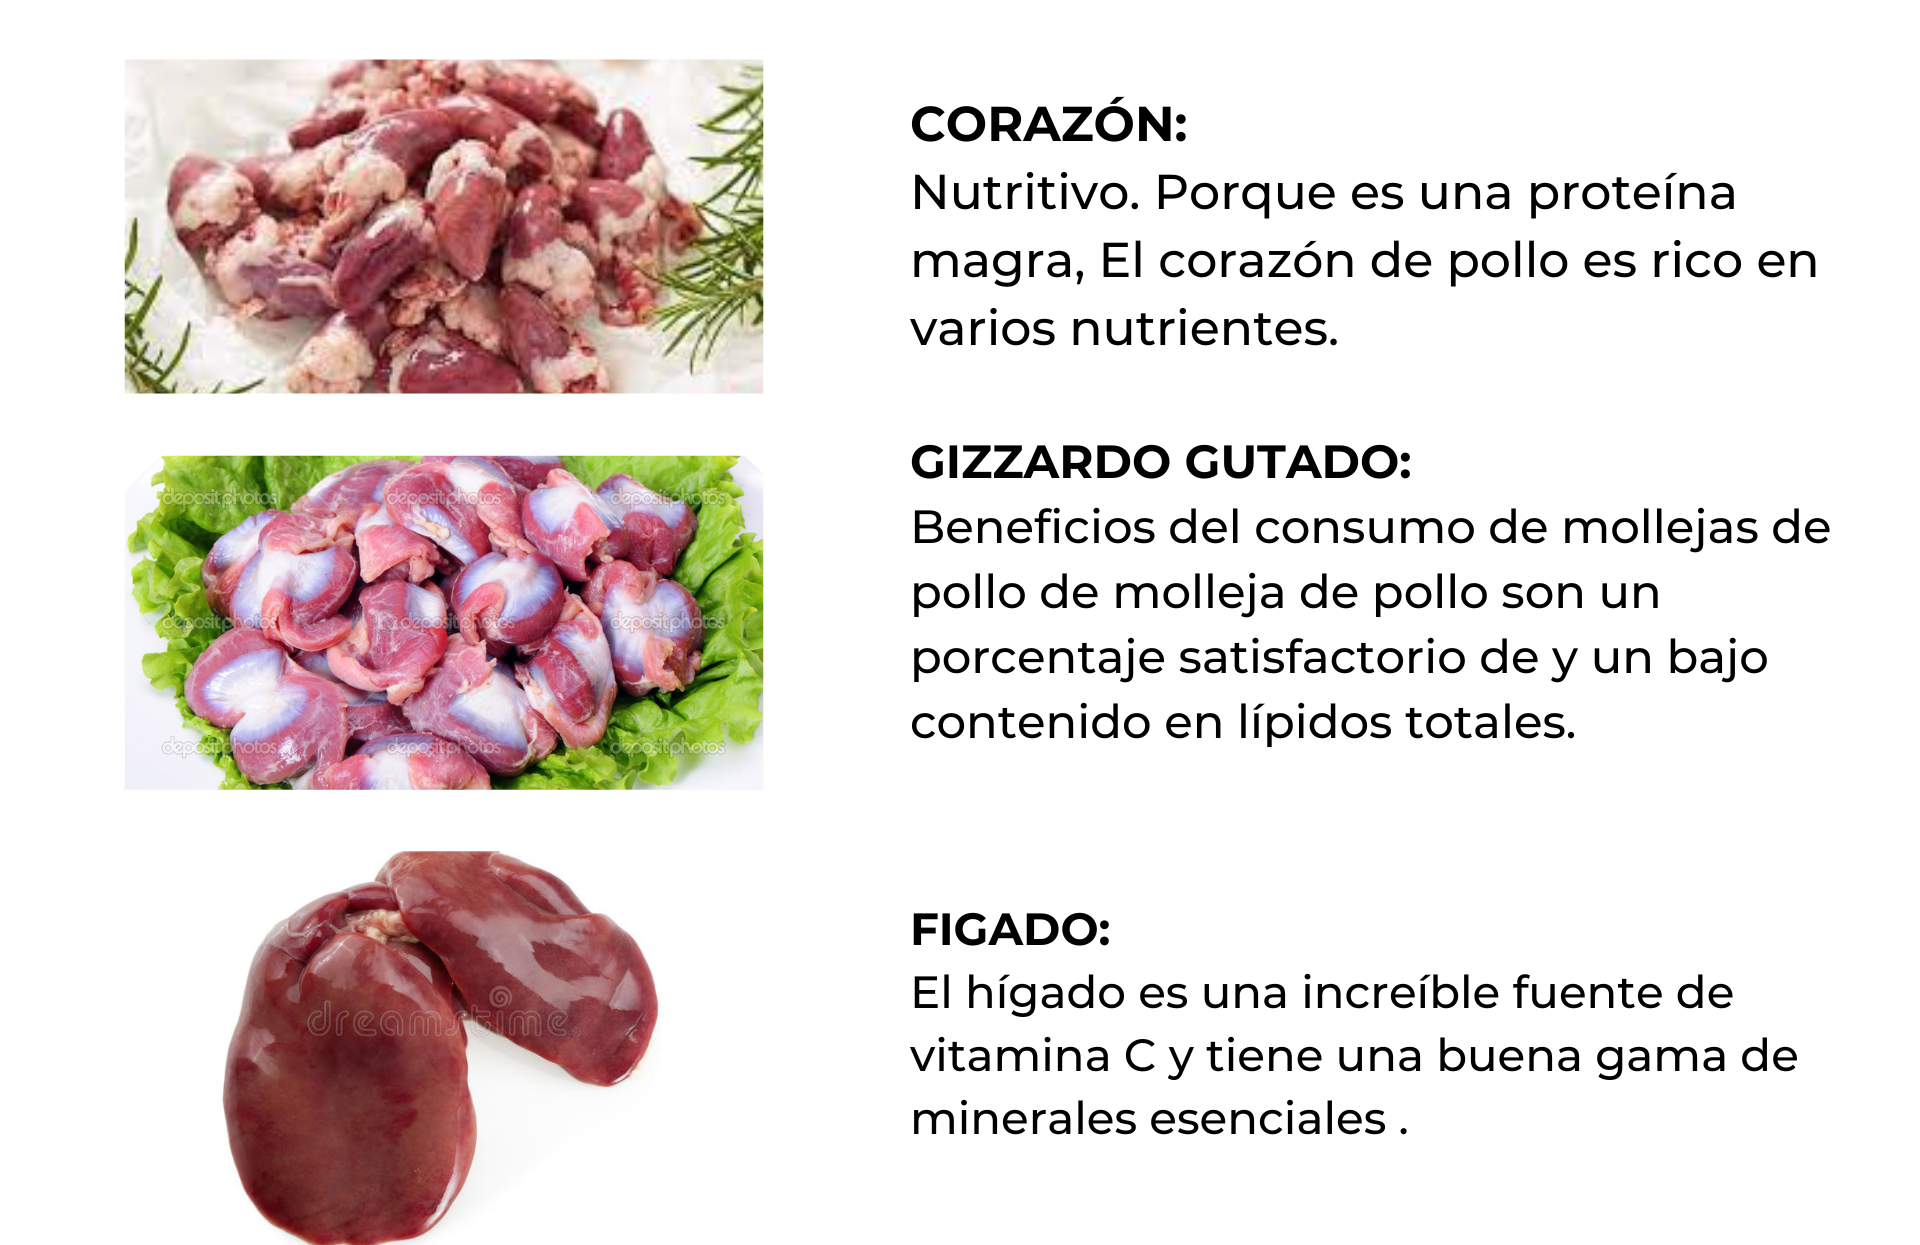 CORAZÓN:
Nutritivo. Porque es una proteína
magra, El corazón de pollo es rico en
varios nutrientes.
GIZZARDO GUTADO:
Beneficios del consumo de mollejas de
pollo de molleja de pollo son un
porcentaje satisfactorio de y un bajo
contenido en lípidos totales.
depositphotos depositphotos depositphotos
depositphotos depositphotos depositphotos
depositphotos depositphotos depositphotos
FIGADO:
El hígado es una increíble fuente de
vitamina C y tiene una buena gama de
minerales esenciales .
dreamstime.